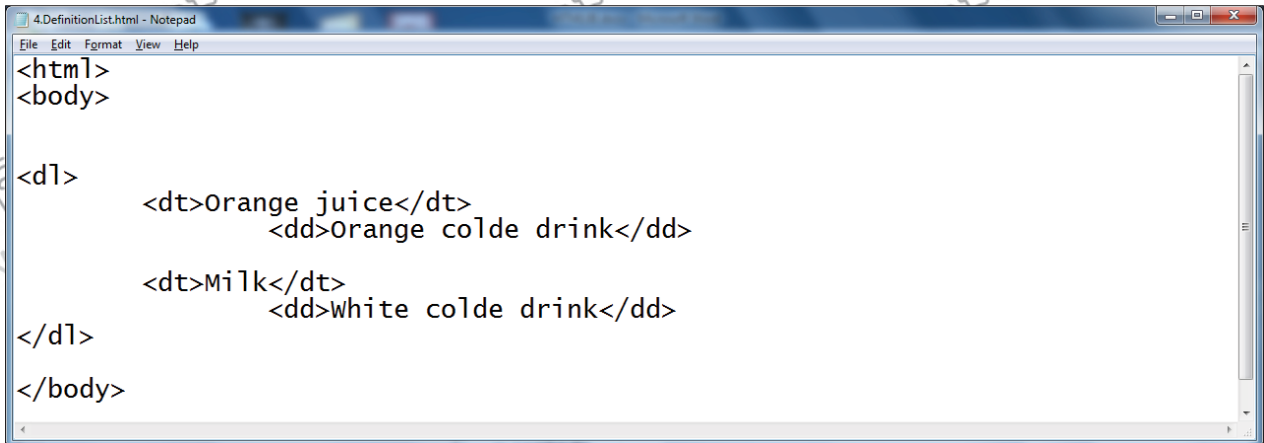 4.DefinitionList.html - Notepad
File Edit Format View Help
<html>
<body>
<dl>
<dt>Orange juice</dt>
<dd>Orange colde drink</dd>
<dt>Milk</dt>
<dd>White colde drink</dd>
</dl>
</body>